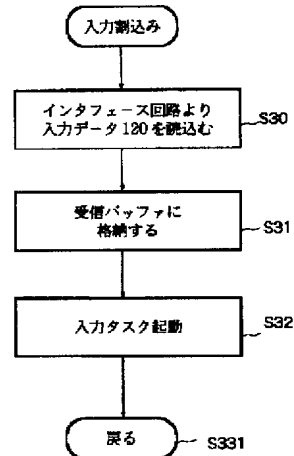 入力割込み
インタフェース回路より
入力データ120を読込む
S30
受信バッファに
格納する
S31
入力タスク起動
S32
戻る
S331